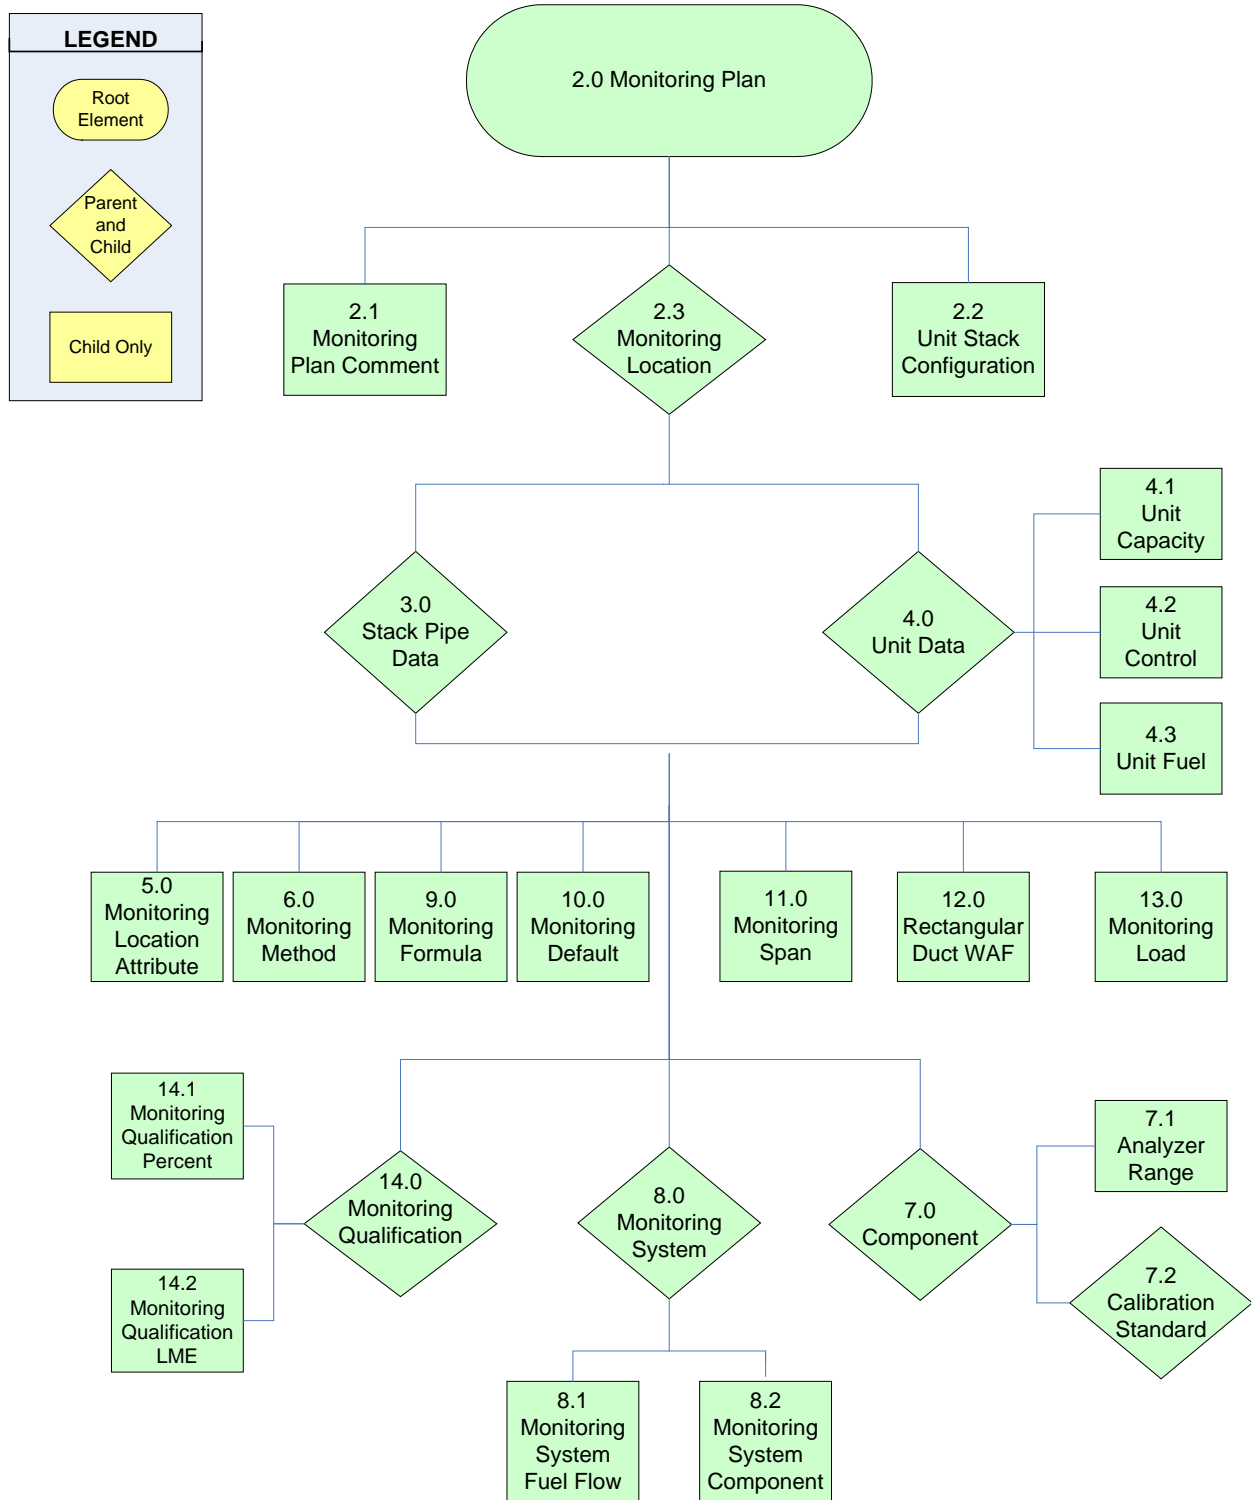 LEGEND
Root
Element
Parent
and
Child
Child Only
2.0 Monitoring Plan
2.1
Monitoring
Plan Comment
2.3
Monitoring
Location
2.2
Unit Stack
Configuration
3.0
Stack Pipe
Data
4.0
Unit Data
4.1
Unit
Capacity
4.2
Unit
Control
4.3
Unit Fuel
5.0
Monitoring
Location
Attribute
6.0
Monitoring
Method
9.0
Monitoring
Formula
10.0
Monitoring
Default
11.0
Monitoring
Span
12.0
Rectangular
Duct WAF
13.0
Monitoring
Load
14.1
Monitoring
Qualification
Percent
14.2
Monitoring
Qualification
LME
14.0
Monitoring
Qualification
8.0
Monitoring
System
7.0
Component
7.1
Analyzer
Range
7.2
Calibration
Standard
8.1
Monitoring
System
Fuel Flow
8.2
Monitoring
System
Component